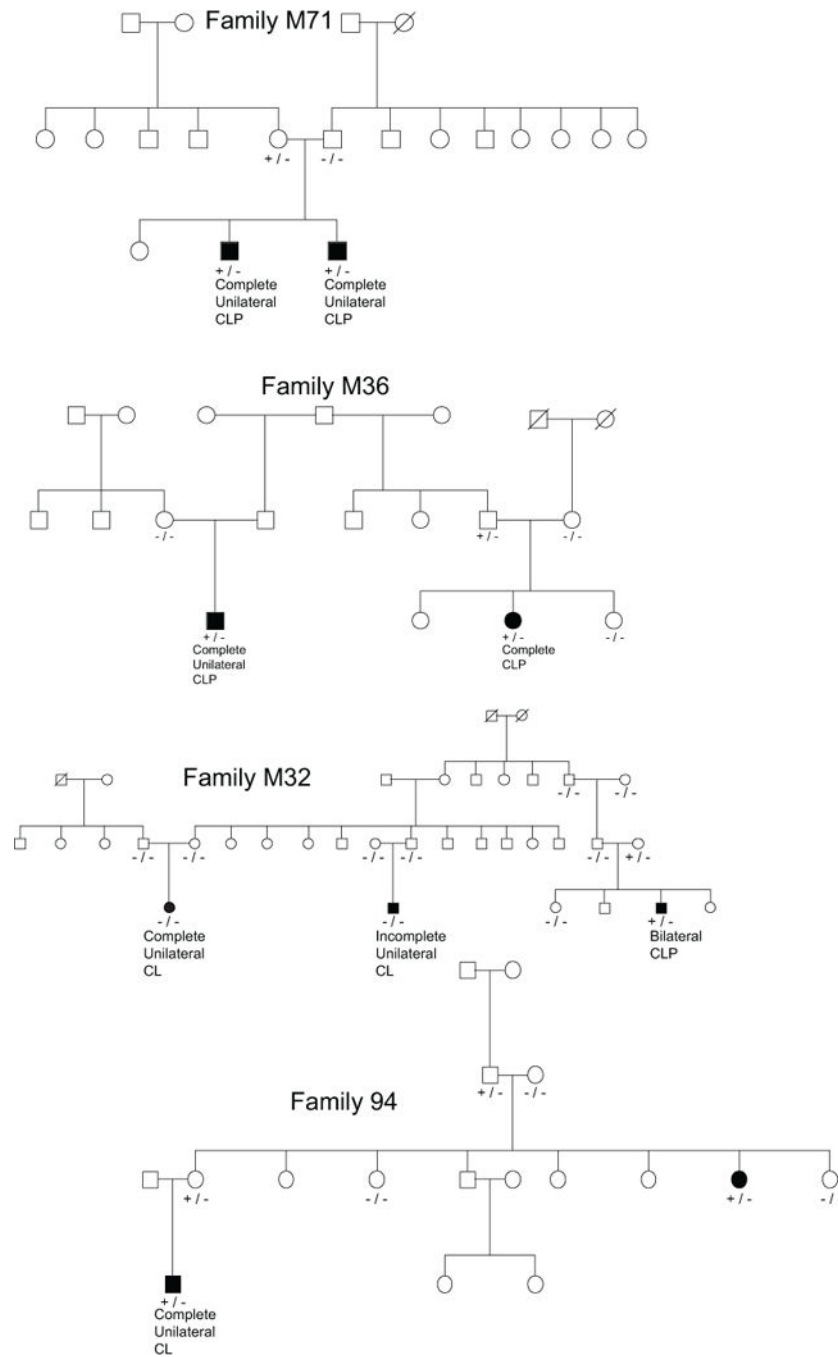 Family M71
+ / -
- / -
+ / -
+ / -
Complete
Unilateral
CLP
Complete
Unilateral
CLP
Family M36
- / -
+ / -
- / -
+ / -
Complete
Unilateral
CLP
+ / -
Complete
CLP
- / -
Family M32
- / -
- / -
- / -
- / -
- / -
- / -
- / -
+ / -
- / -
Complete
Unilateral
CL
- / -
Incomplete
Unilateral
CL
- / -
+ / -
Bilateral
CLP
Family 94
+ / -
- / -
+ / -
- / -
+ / -
- /
+ / -
Complete
Unilateral
CL